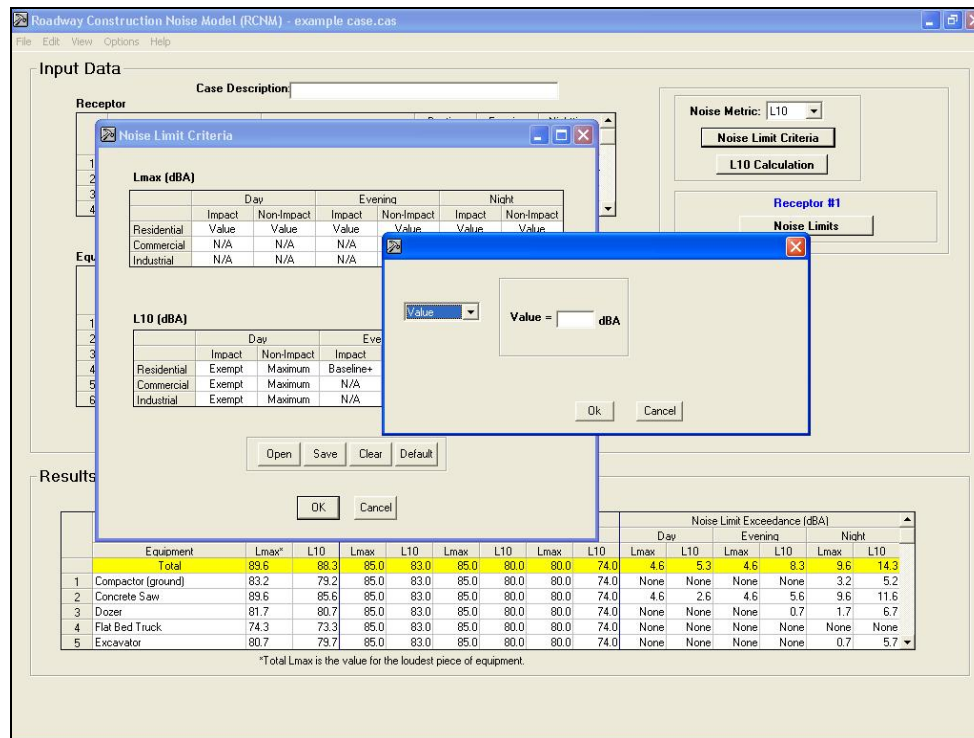 Roadway Construction Noise Model (RCNM) - example case.cas
File Edit View Options Help
Input Data
Case Description:
Receptor
Noise Metric: L10
Noise Limit Criteria
L10 Calculation
Receptor #1
Noise Limits
1
2
3
4
Equ
1
2
3
4
5
6
Noise Limit Criteria
Lmax (dBA)
Day Evening Night
Impact Non-Impact Impact Non-Impact Impact Non-Impact
Residential Value Value Value Value Value Value
Commercial N/A N/A N/A
Industrial N/A N/A N/A
L10 (dBA)
Day Eve
Impact Non-Impact Impact
Residential Exempt Maximum Baseline+
Commercial Exempt Maximum N/A
Industrial Exempt Maximum N/A
Open Save Clear Default
OK Cancel
Value
Value = dBA
Ok Cancel
Results
Noise Limit Exceedance (dBA)
Day Evening Night
Equipment Lmax* L10 Lmax L10 Lmax L10 Lmax L10 Lmax L10 Lmax L10 Lmax L10
Total 89.6 88.3 85.0 83.0 85.0 80.0 80.0 74.0 4.6 5.3 4.6 8.3 9.6 14.3
1 Compactor (ground) 83.2 79.2 85.0 83.0 85.0 80.0 80.0 74.0 None None None None 3.2 5.2
2 Concrete Saw 89.6 85.6 85.0 83.0 85.0 80.0 80.0 74.0 4.6 2.6 4.6 5.6 9.6 11.6
3 Dozer 81.7 80.7 85.0 83.0 85.0 80.0 80.0 74.0 None None None 0.7 1.7 6.7
4 Flat Bed Truck 74.3 73.3 85.0 83.0 85.0 80.0 80.0 74.0 None None None None None None
5 Excavator 80.7 79.7 85.0 83.0 85.0 80.0 80.0 74.0 None None None None 0.7 5.7
*Total Lmax is the value for the loudest piece of equipment.